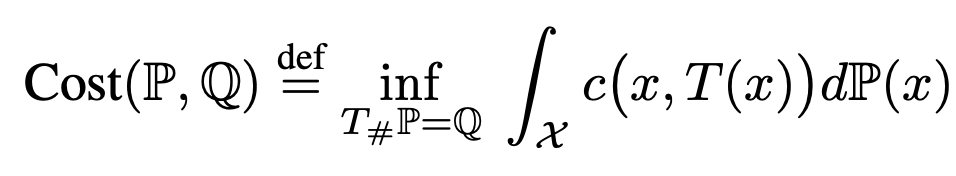 Cost(ℙ, ℚ) ≝ inf_{T_#ℙ=ℚ} ∫_𝒳 c(x, T(x))dℙ(x)